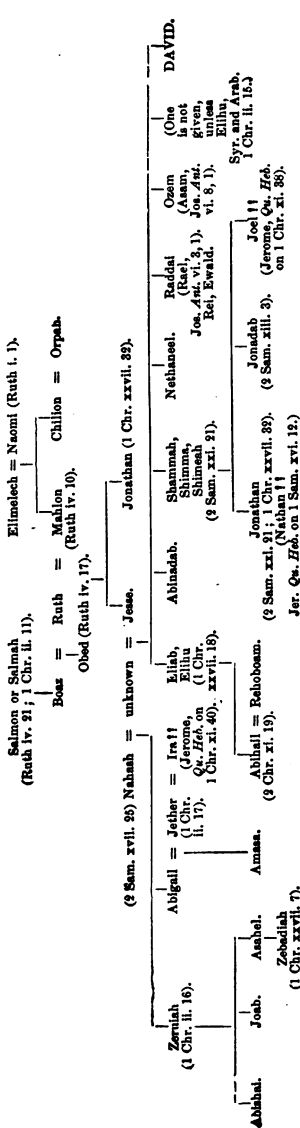 Salmon or Salmah
(Ruth iv. 21; 1 Chr. ii. 11).
Elimelech = Naomi (Ruth i. 1).
Boaz = Ruth = Mahlon
(Ruth iv. 10).
Chilion = Orpah.
Obed (Ruth iv. 17).
(2 Sam. xvii. 25) Nahash = unknown = Jesse.
Jonathan (1 Chr. xxvii. 32).
Zeruiah
(1 Chr. ii. 16).
Abigail = Jether = Ira††
(1 Chr. ii. 17).
(Jerome,
Qu. Heb. on
1 Chr. xi. 40).
Eliab,
Elihu
(1 Chr.
xxvii. 18).
Abinadab.
Shammah,
Shimma,
Shimeah
(2 Sam. xxi. 21).
Nethaneel.
Raddai
(Rael,
Jos. Ant. vi. 8, 1).
Rei, Ewald.
Ozem
(Asam,
Jos. Ant.
vi. 8, 1).
(One
is not
given,
unless
Elihu,
Syr. and Arab.
1 Chr. ii. 15.)
DAVID.
Abishai.
Joab.
Asahel.
Zebadiah
(1 Chr. xxvii. 7).
Amasa.
Abihail = Rehoboam.
(2 Chr. xi. 19).
Jonathan
(2 Sam. xxi. 21; 1 Chr. xxvii. 32).
(Nathan††
Jer. Qu. Heb. on 1 Sam. xvi. 12.)
Jonadab
(2 Sam. xiii. 3).
Joel††
(Jerome, Qu. Heb.
on 1 Chr. xi. 38).